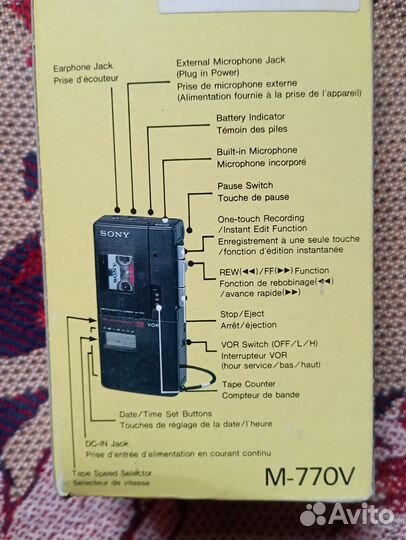 Earphone Jack
Prise d'écouteur
External Microphone Jack
(Plug in Power)
Prise de microphone externe
(Alimentation fournie à la prise de l'appareil)
Battery Indicator
Témoin des piles
Built-in Microphone
Microphone incorporé
Pause Switch
Touche de pause
One-touch Recording
/Instant Edit Function
Enregistrement à une seule touche
/fonction d'édition instantanée
REW(◀◀)/FF(▶▶) Function
Fonction de rebobinage(◀◀)
/avance rapide(▶▶)
Stop/Eject
Arrêt/éjection
VOR Switch (OFF/L/H)
Interrupteur VOR
(hour service/bas/haut)
Tape Counter
Compteur de bande
Date/Time Set Buttons
Touches de réglage de la date/l'heure
DC-IN Jack
Prise d'entrée d'alimentation en courant continu
Tape Speed Selector
Sélecteur de vitesse
SONY
SONY
VOR
M-770V
Avito